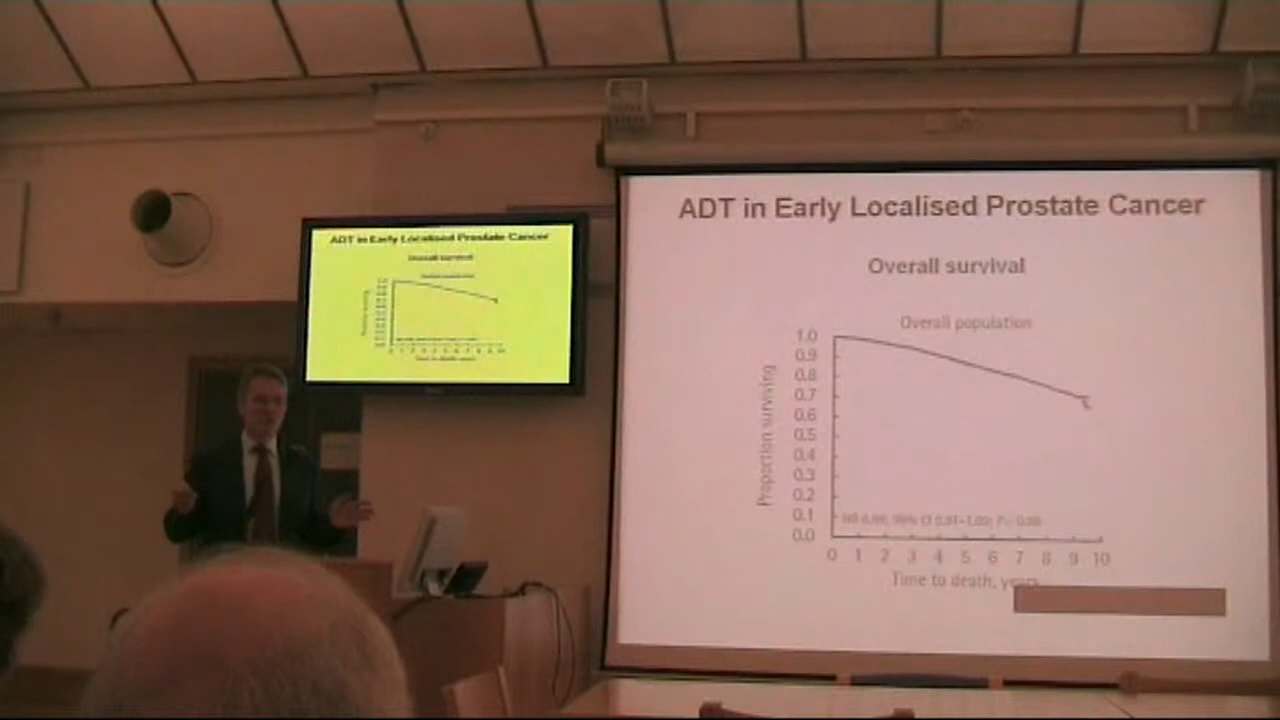 ADT in Early Localised Prostate Cancer
Overall survival
Overall population
1.0
0.9
0.8
0.7
0.6
0.5
0.4
0.3
0.2
0.1
0.0
Proportion surviving
0 1 2 3 4 5 6 7 8 9 10
Time to death, years
ADT in Early Localised Prostate Cancer
Overall survival